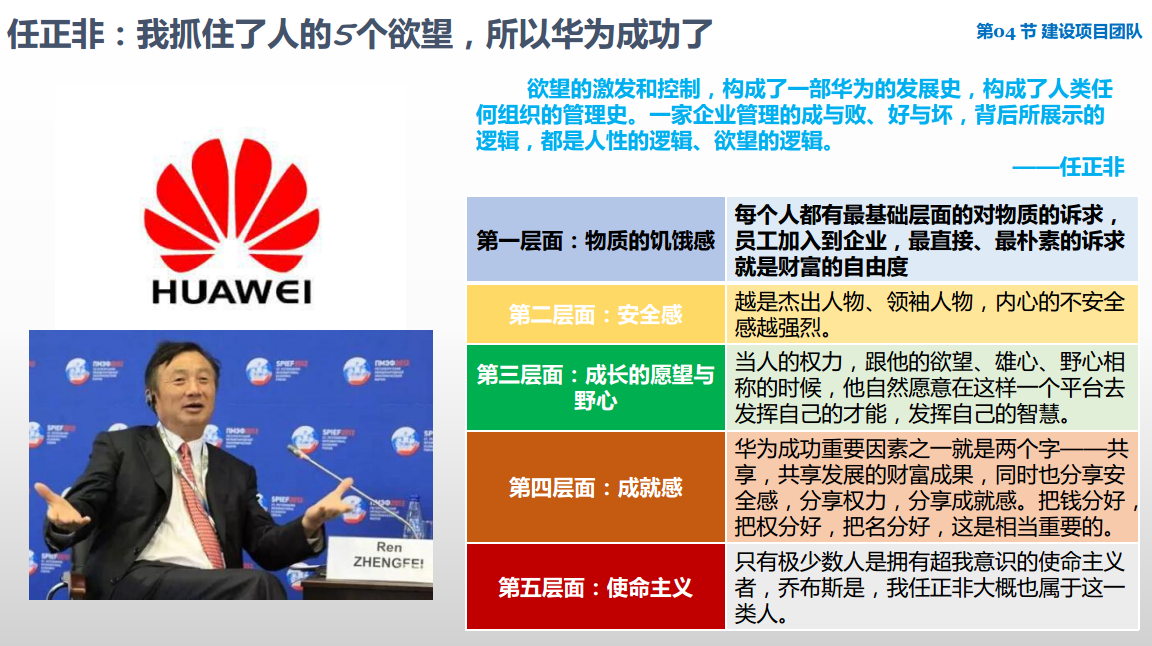 任正非：我抓住了人的5个欲望，所以华为成功了
第04 节 建设项目团队
欲望的激发和控制，构成了一部华为的发展史，构成了人类任
何组织的管理史。一家企业管理的成与败、好与坏，背后所展示的
逻辑，都是人性的逻辑、欲望的逻辑。
——任正非
HUAWEI
ПМЭФ2012
SPIEF2012
Ren
ZHENGFEI
第一层面：物质的饥饿感
每个人都有最基础层面的对物质的诉求，
员工加入到企业，最直接、最朴素的诉求
就是财富的自由度
第二层面：安全感
越是杰出人物、领袖人物，内心的不安全
感越强烈。
第三层面：成长的愿望与
野心
当人的权力，跟他的欲望、雄心、野心相
称的时候，他自然愿意在这样一个平台去
发挥自己的才能，发挥自己的智慧。
第四层面：成就感
华为成功重要因素之一就是两个字——共
享，共享发展的财富成果，同时也分享安
全感，分享权力，分享成就感。把钱分好，
把权分好，把名分好，这是相当重要的。
第五层面：使命主义
只有极少数人是拥有超我意识的使命主义
者，乔布斯是，我任正非大概也属于这一
类人。